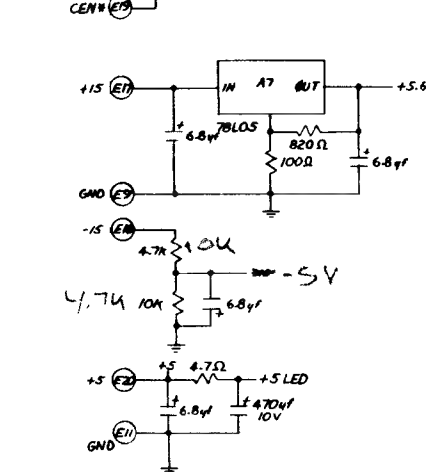 CEN* E19
+15 E17
IN A7 OUT
+5.6
78L05
+ 6.8µf
820Ω
100Ω
+ 6.8µf
GND E9
-15
4.7K 10K
-5V
4.7K 10K
6.8µf +
+5 E20
+5 4.7Ω
+5 LED
+ 6.8µf
+ 470µf
10V
GND E11